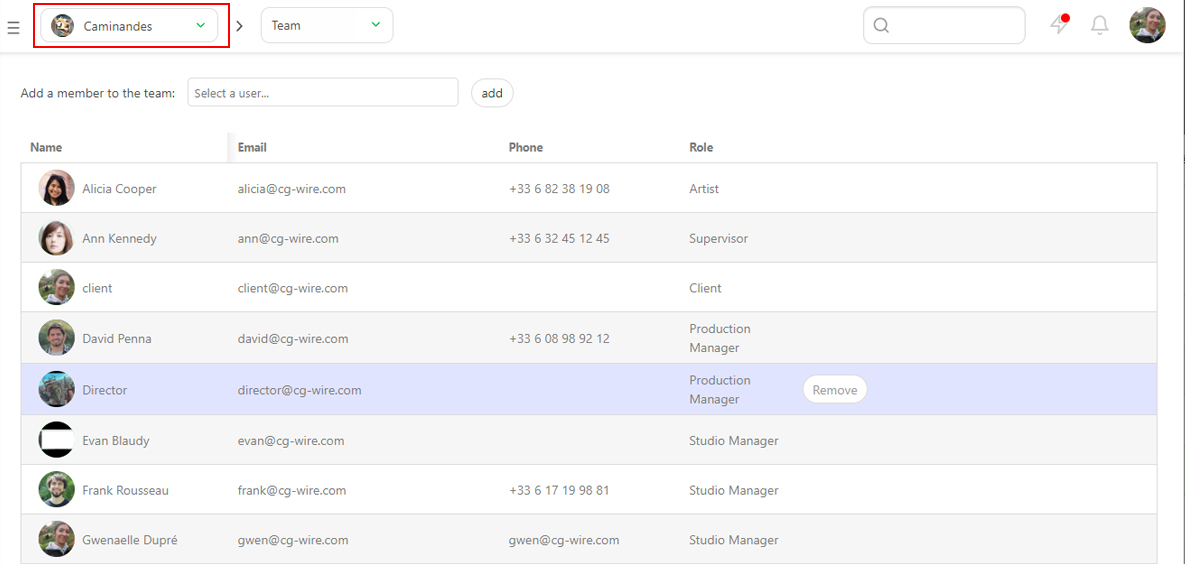 Caminandes
Team
Add a member to the team: Select a user... add
Name Email Phone Role
Alicia Cooper alicia@cg-wire.com +33 6 82 38 19 08 Artist
Ann Kennedy ann@cg-wire.com +33 6 32 45 12 45 Supervisor
client client@cg-wire.com Client
David Penna david@cg-wire.com +33 6 08 98 92 12 Production
Manager
Director director@cg-wire.com Production
Manager Remove
Evan Blaudy evan@cg-wire.com Studio Manager
Frank Rousseau frank@cg-wire.com +33 6 17 19 98 81 Studio Manager
Gwenaelle Dupré gwen@cg-wire.com gwen@cg-wire.com Studio Manager